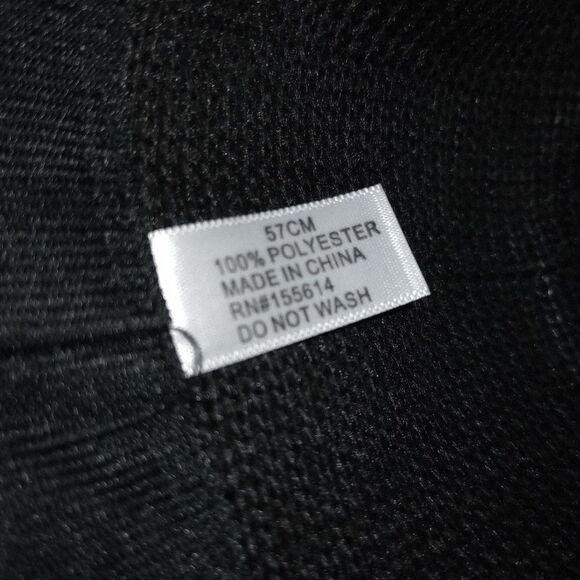 57CM
100% POLYESTER
MADE IN CHINA
RN#155614
DO NOT WASH